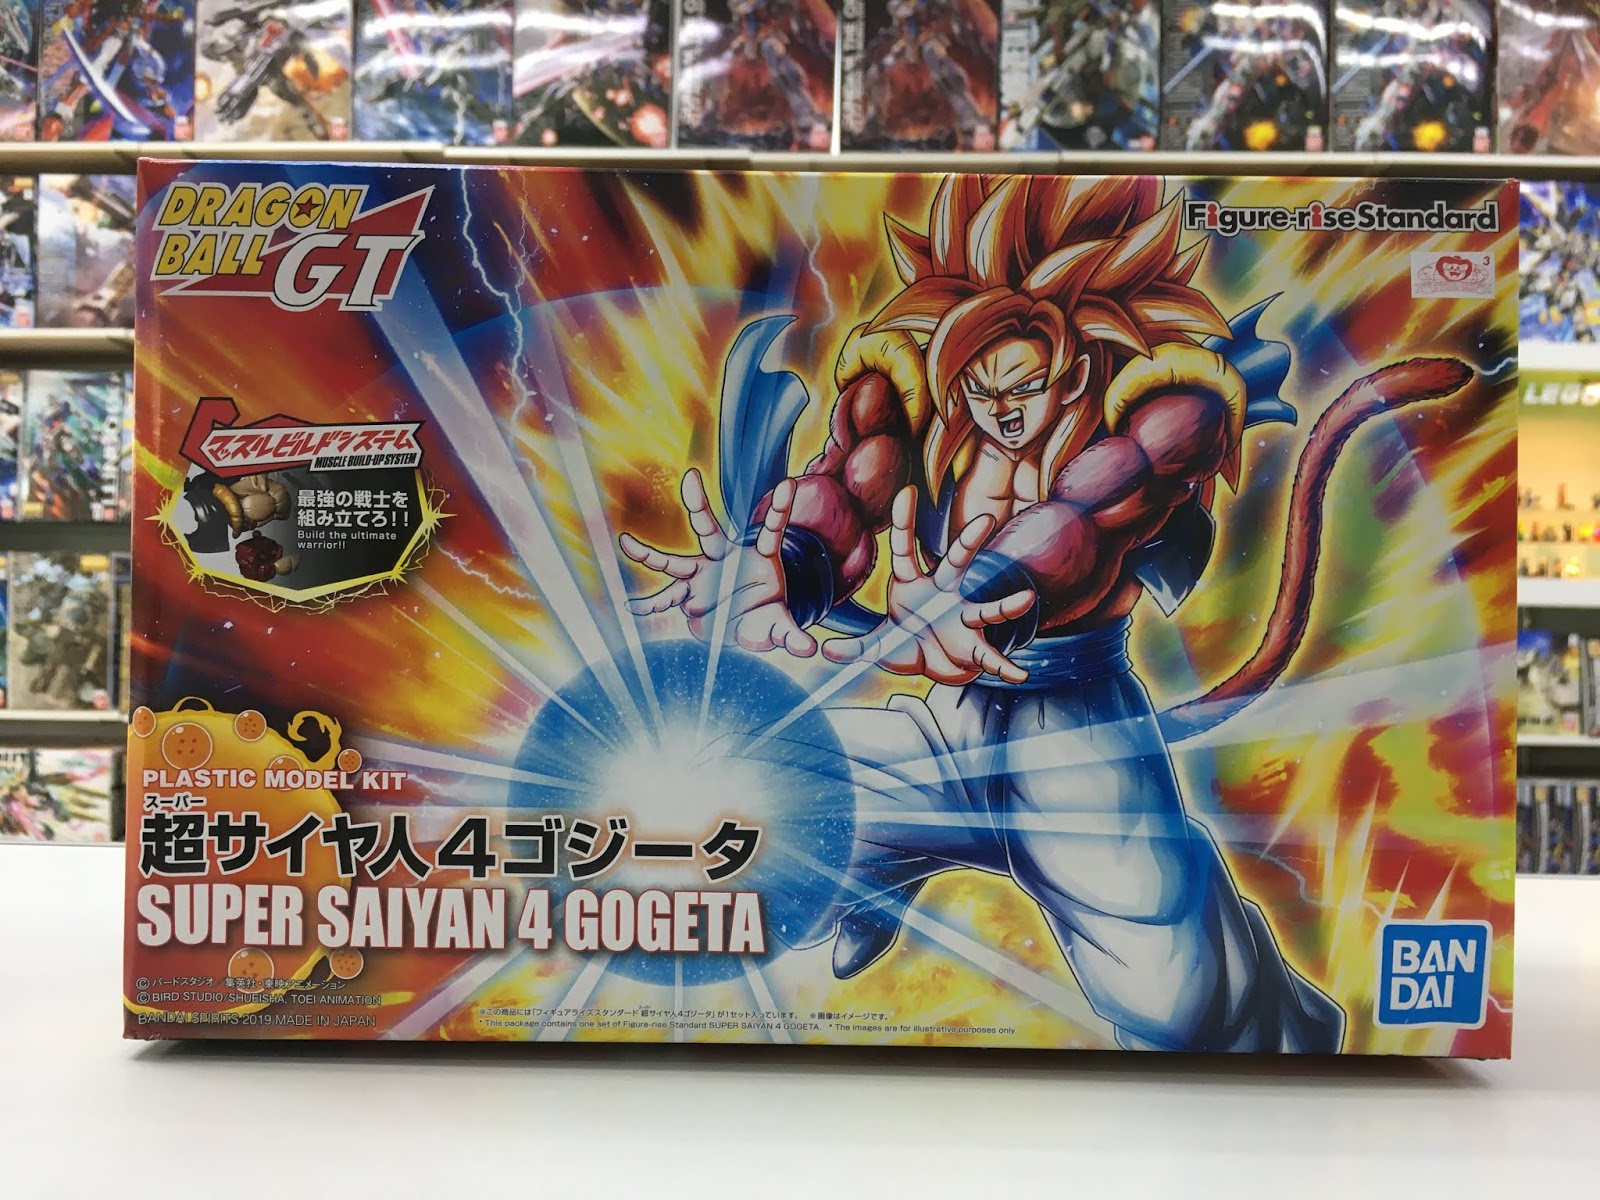 DRAGON
BALL GT
Figure-riseStandard
3
マッスルビルドシステム
MUSCLE BUILD-UP SYSTEM
最強の戦士を
組み立てろ!!
Build the ultimate
warrior!!
LEGO
PLASTIC MODEL KIT
スーパー
超サイヤ人4ゴジータ
SUPER SAIYAN 4 GOGETA
BAN
DAI
©バードスタジオ/集英社・東映アニメーション
©BIRD STUDIO/SHUEISHA, TOEI ANIMATION
BANDAI SPIRITS 2019 MADE IN JAPAN
スーパー
※この商品には「フィギュアライズスタンダード 超サイヤ人4ゴジータ」が1セット入っています。 ※画像はイメージです。
* This package contains one set of Figure-rise Standard SUPER SAIYAN 4 GOGETA. * The images are for illustrative purposes only